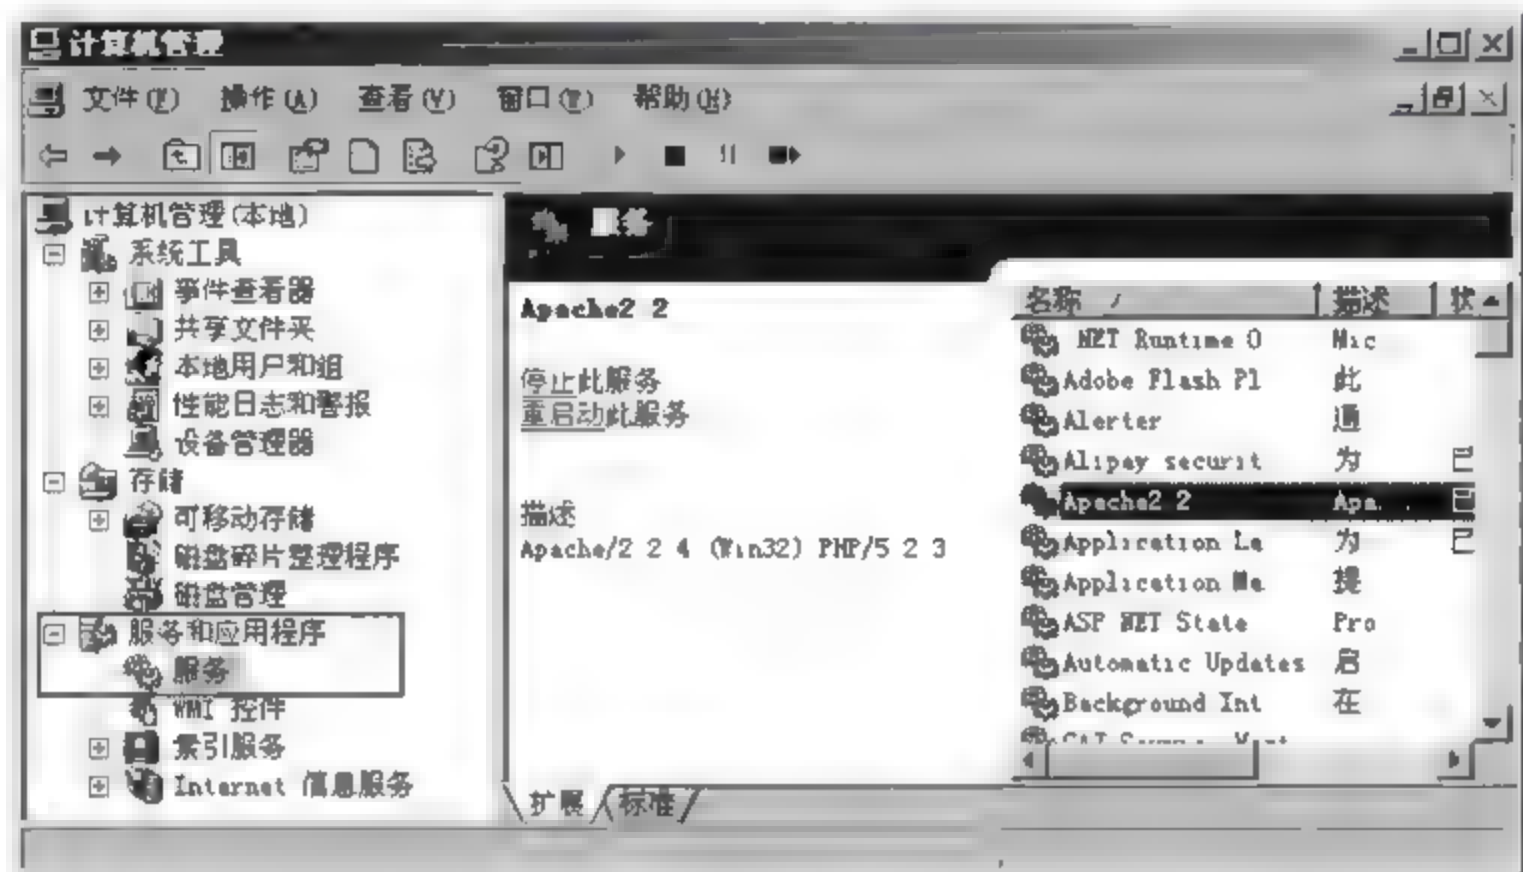 计算机管理
文件(F) 操作(A) 查看(V) 窗口(W) 帮助(H)
计算机管理(本地)
系统工具
事件查看器
共享文件夹
本地用户和组
性能日志和警报
设备管理器
存储
可移动存储
磁盘碎片整理程序
磁盘管理
服务和应用程序
服务
WMI 控件
索引服务
Internet 信息服务
服务
Apache2 2
停止此服务
重启动此服务
描述
Apache/2 2 4 (Win32) PHP/5 2 3
名称 描述 状
NET Runtime O Mic
Adobe Flash Pl 此
Alerter 通
Alipay securit 为 已
Apache2 2 Apa. 已
Application La 为 已
Application Ma 提
ASP NET State Pro
Automatic Updates 启
Background Int 在
扩展 标准